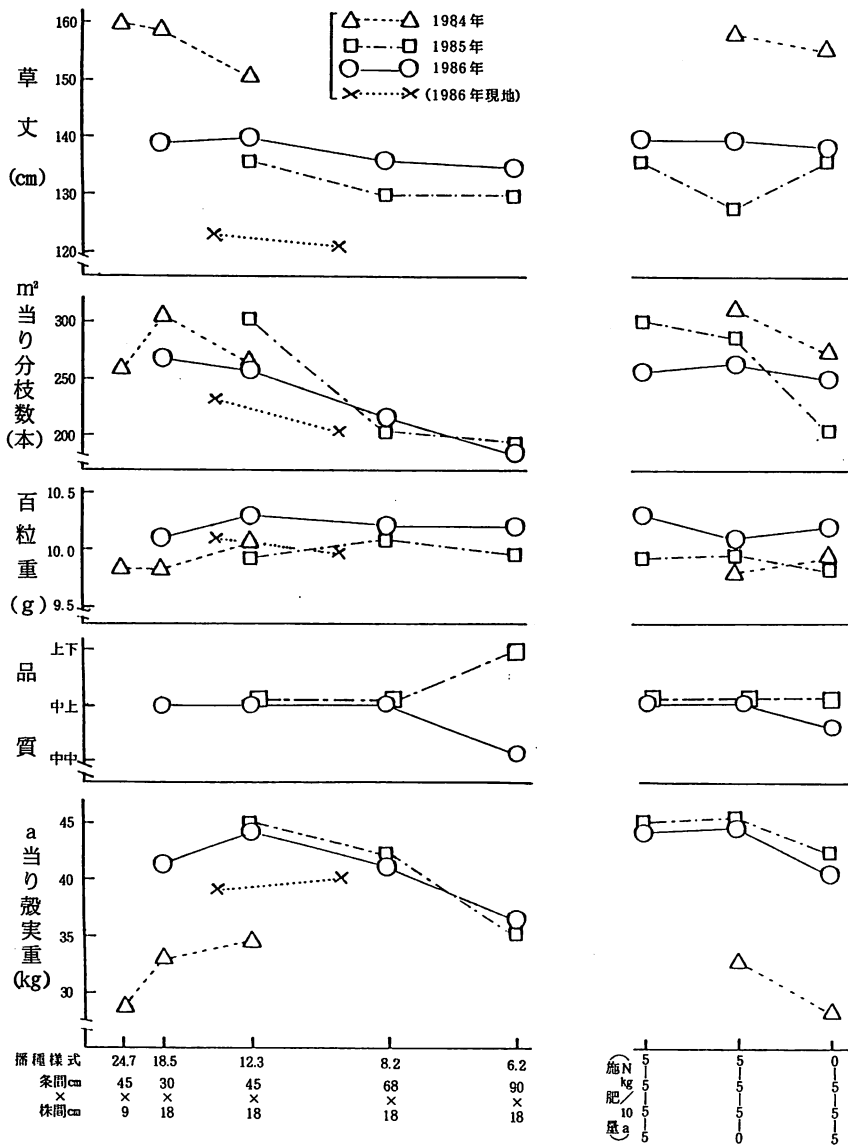 1984年
1985年
1986年
(1986年現地)
草丈(cm)
160
150
140
130
120
m²当り分枝数(本)
300
250
200
百粒重(g)
10.5
10.0
9.5
品質
上下
中上
中中
a当り殻実重(kg)
45
40
35
30
播種様式 24.7 18.5 12.3 8.2 6.2
条間cm 45 30 45 68 90
× × × × × ×
株間cm 9 18 18 18 18
施肥量(Nkg/10a)
5-5-5-5
5-5-5-0
0-5-5-5